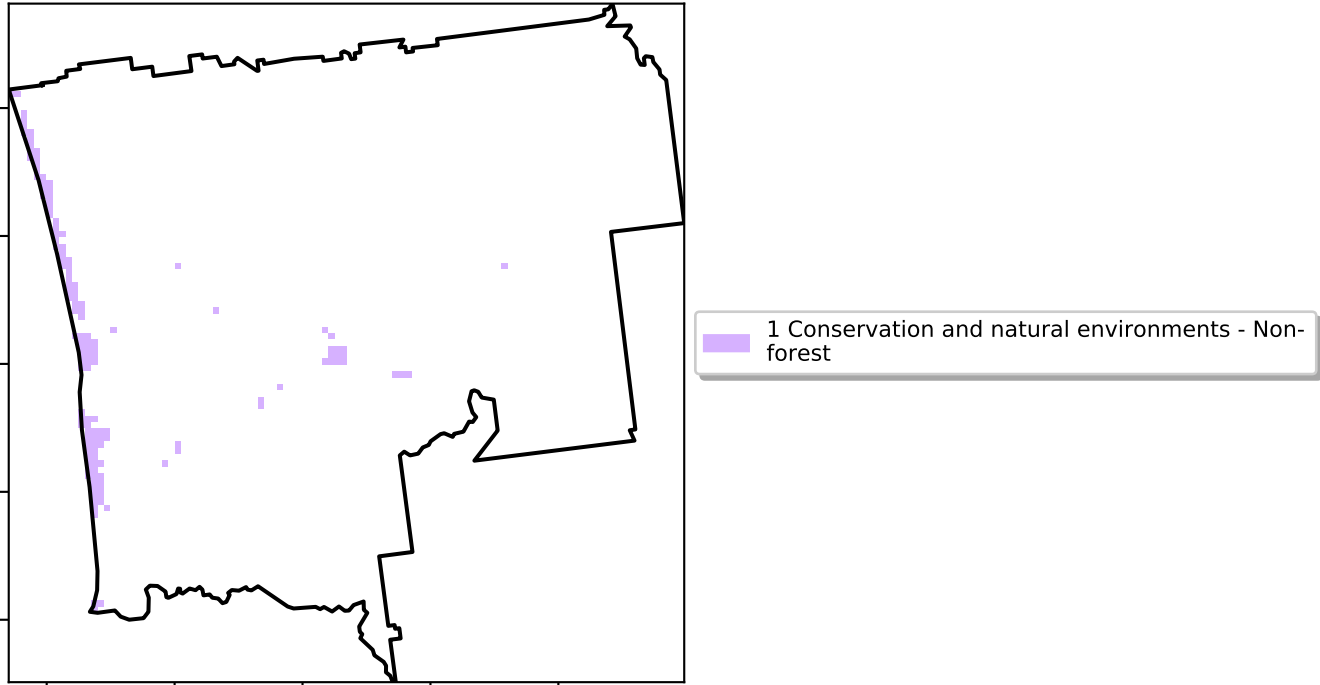 1 Conservation and natural environments - Non-
forest